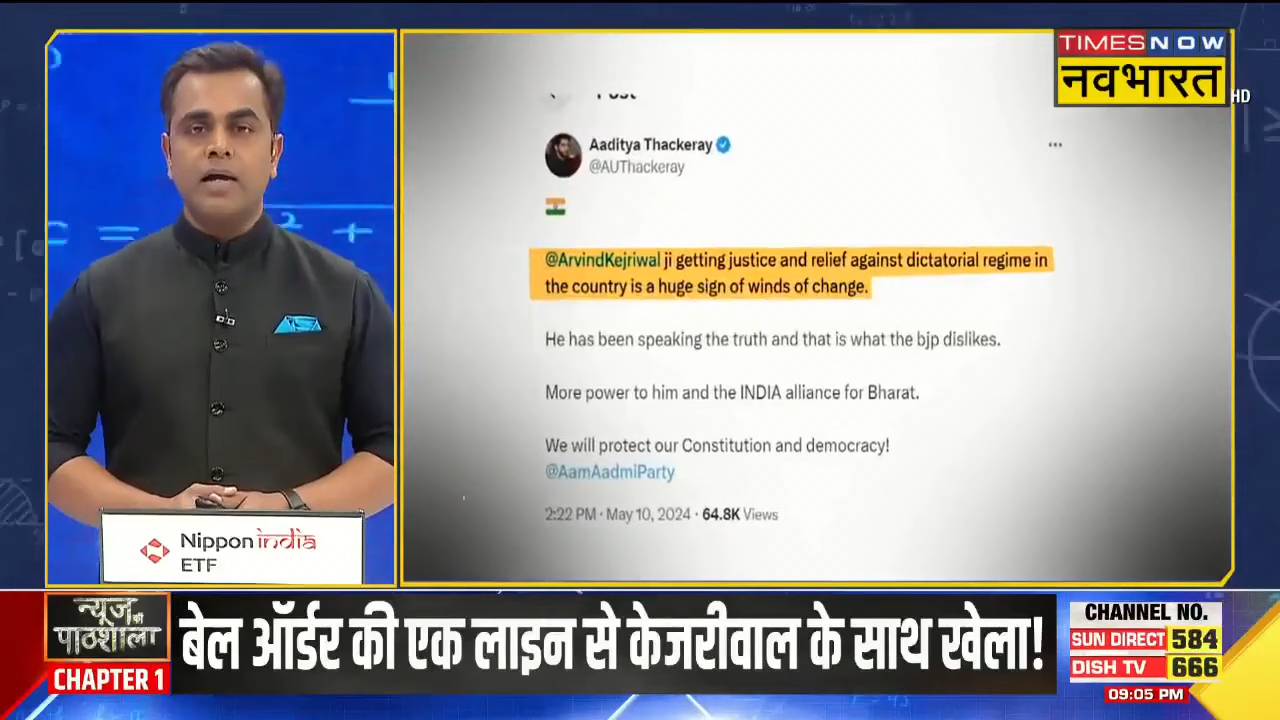 TIMES NOW
नवभारत
HD
Post
Aaditya Thackeray
@AUThackeray
@ArvindKejriwal ji getting justice and relief against dictatorial regime in
the country is a huge sign of winds of change.
He has been speaking the truth and that is what the bjp dislikes.
More power to him and the INDIA alliance for Bharat.
We will protect our Constitution and democracy!
@AamAadmiParty
2:22 PM · May 10, 2024 · 64.8K Views
Nippon india
ETF
न्यूज़ की
पाठशाला
CHAPTER 1
बेल ऑर्डर की एक लाइन से केजरीवाल के साथ खेला!
CHANNEL NO.
SUN DIRECT 584
DISH TV 666
09:05 PM